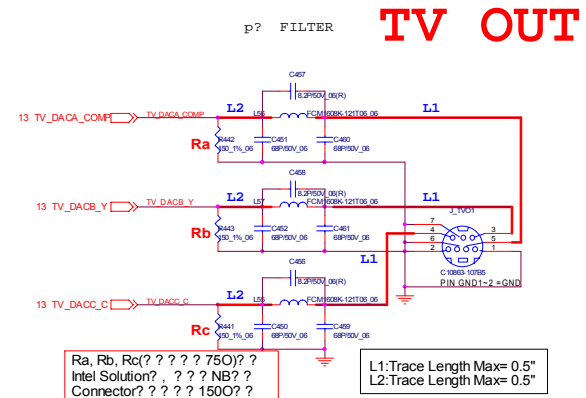 p? FILTER
TV OUT
C457
8.2P/50V_06(R)
13 TV_DACA_COMP
TV_DACA_COMP
L2
L56
FCM1608K-121T06_06
L1
Ra
R442
150_1%_06
C451
68P/50V_06
C460
68P/50V_06
C458
8.2P/50V_06(R)
13 TV_DACB_Y
TV_DACB_Y
L2
L57
FCM1608K-121T06_06
L1
J_TVO1
Rb
R443
150_1%_06
C452
68P/50V_06
C461
68P/50V_06
7
4
6
2
3
5
1
L1
C10863-107B5
PIN GND1~2 =GND
C456
8.2P/50V_06(R)
13 TV_DACC_C
TV_DACC_C
L2
L55
FCM1608K-121T06_06
Rc
R441
150_1%_06
C450
68P/50V_06
C459
68P/50V_06
Ra, Rb, Rc(? ? ? ? ? 75O)? ?
Intel Solution? , ? ? ? NB? ?
Connector? ? ? ? ? 150O? ?
L1:Trace Length Max= 0.5"
L2:Trace Length Max= 0.5"